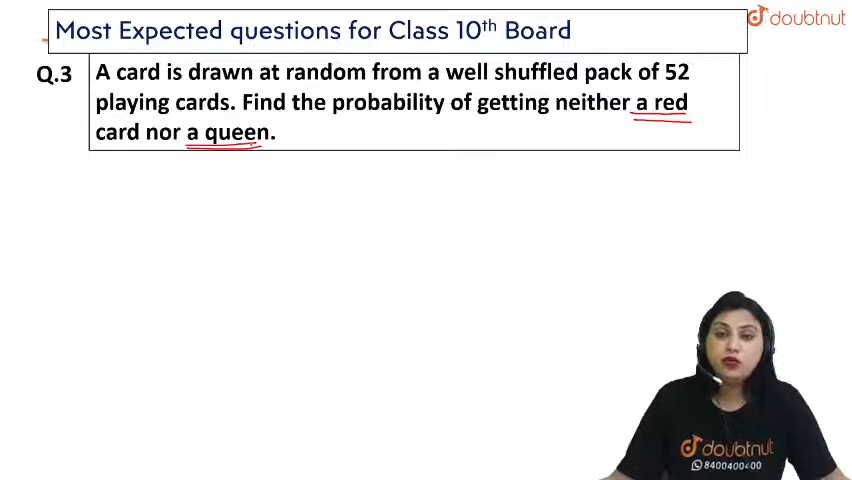 doubtnut
Most Expected questions for Class 10th Board
Q.3 A card is drawn at random from a well shuffled pack of 52
playing cards. Find the probability of getting neither a red
card nor a queen.
doubtnut
8400400400